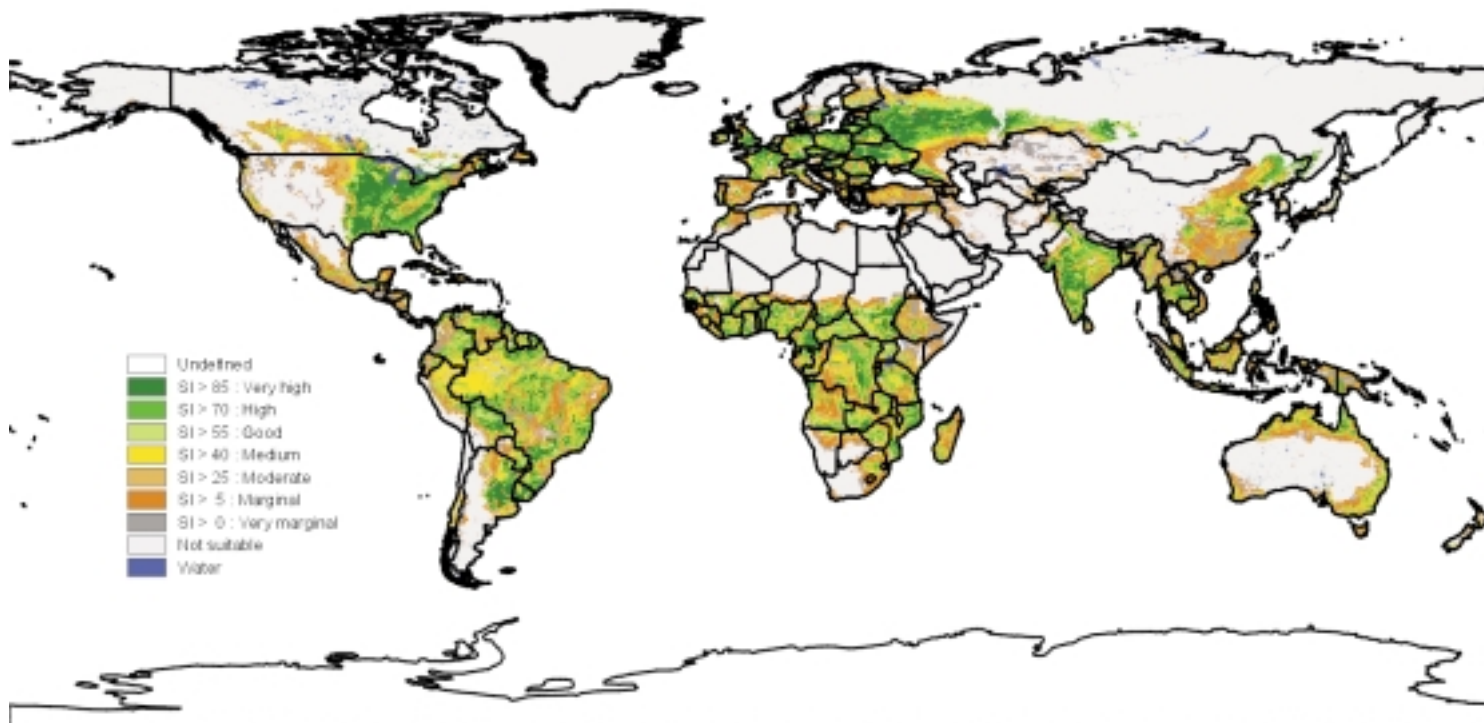 Undefined
SI > 85 : Very high
SI > 70 : High
SI > 55 : Good
SI > 40 : Medium
SI > 25 : Moderate
SI > 5 : Marginal
SI > 0 : Very marginal
Not suitable
Water